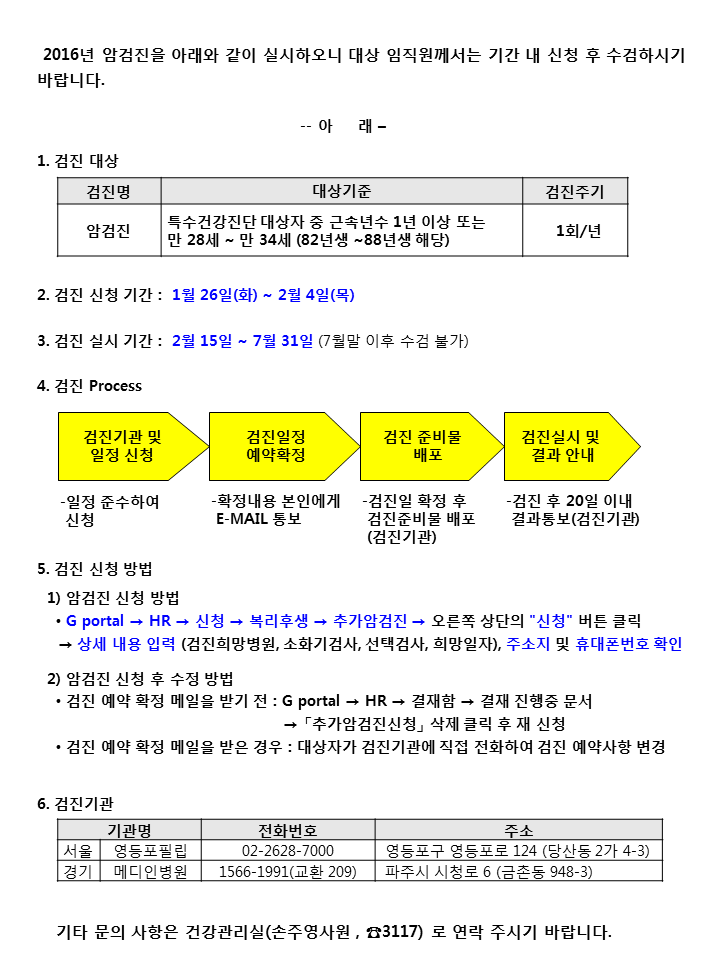 2016년 암검진을 아래와 같이 실시하오니 대상 임직원께서는 기간 내 신청 후 수검하시기
바랍니다.
-- 아 래 –
1. 검진 대상
검진명 대상기준 검진주기
암검진 특수건강진단 대상자 중 근속년수 1년 이상 또는
만 28세 ~ 만 34세 (82년생 ~88년생 해당) 1회/년
2. 검진 신청 기간 : 1월 26일(화) ~ 2월 4일(목)
3. 검진 실시 기간 : 2월 15일 ~ 7월 31일 (7월말 이후 수검 불가)
4. 검진 Process
검진기관 및
일정 신청
검진일정
예약확정
검진 준비물
배포
검진실시 및
결과 안내
-일정 준수하여
신청
-확정내용 본인에게
E-MAIL 통보
-검진일 확정 후
검진준비물 배포
(검진기관)
-검진 후 20일 이내
결과통보(검진기관)
5. 검진 신청 방법
1) 암검진 신청 방법
• G portal → HR → 신청 → 복리후생 → 추가암검진 → 오른쪽 상단의 "신청" 버튼 클릭
→ 상세 내용 입력 (검진희망병원, 소화기검사, 선택검사, 희망일자), 주소지 및 휴대폰번호 확인
2) 암검진 신청 후 수정 방법
• 검진 예약 확정 메일을 받기 전 : G portal → HR → 결재함 → 결재 진행중 문서
→ 「추가암검진신청」 삭제 클릭 후 재 신청
• 검진 예약 확정 메일을 받은 경우 : 대상자가 검진기관에 직접 전화하여 검진 예약사항 변경
6. 검진기관
기관명 전화번호 주소
서울 영등포필립 02-2628-7000 영등포구 영등포로 124 (당산동 2가 4-3)
경기 메디인병원 1566-1991(교환 209) 파주시 시청로 6 (금촌동 948-3)
기타 문의 사항은 건강관리실(손주영사원 , ☎3117) 로 연락 주시기 바랍니다.